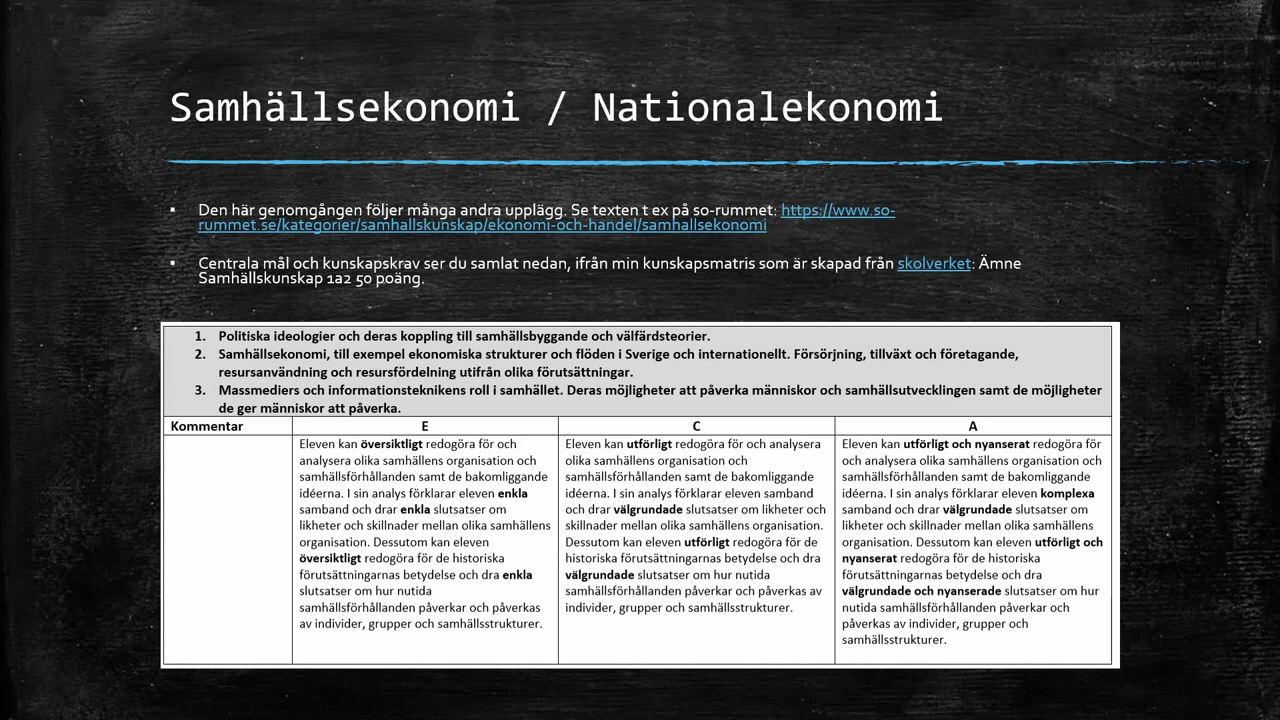 Samhällsekonomi / Nationalekonomi
▪ Den här genomgången följer många andra upplägg. Se texten t ex på so-rummet: https://www.so-
rummet.se/kategorier/samhallskunskap/ekonomi-och-handel/samhallsekonomi
▪ Centrala mål och kunskapskrav ser du samlat nedan, ifrån min kunskapsmatris som är skapad från skolverket: Ämne
Samhällskunskap 1a2 50 poäng.
1. Politiska ideologier och deras koppling till samhällsbyggande och välfärdsteorier.
2. Samhällsekonomi, till exempel ekonomiska strukturer och flöden i Sverige och internationellt. Försörjning, tillväxt och företagande,
resursanvändning och resursfördelning utifrån olika förutsättningar.
3. Massmediers och informationsteknikens roll i samhället. Deras möjligheter att påverka människor och samhällsutvecklingen samt de möjligheter
de ger människor att påverka.
Kommentar
E
C
A
Eleven kan översiktligt redogöra för och
analysera olika samhällens organisation och
samhällsförhållanden samt de bakomliggande
idéerna. I sin analys förklarar eleven enkla
samband och drar enkla slutsatser om
likheter och skillnader mellan olika samhällens
organisation. Dessutom kan eleven
översiktligt redogöra för de historiska
förutsättningarnas betydelse och dra enkla
slutsatser om hur nutida
samhällsförhållanden påverkar och påverkas
av individer, grupper och samhällsstrukturer.
Eleven kan utförligt redogöra för och analysera
olika samhällens organisation och
samhällsförhållanden samt de bakomliggande
idéerna. I sin analys förklarar eleven samband
och drar välgrundade slutsatser om likheter och
skillnader mellan olika samhällens organisation.
Dessutom kan eleven utförligt redogöra för de
historiska förutsättningarnas betydelse och dra
välgrundade slutsatser om hur nutida
samhällsförhållanden påverkar och påverkas av
individer, grupper och samhällsstrukturer.
Eleven kan utförligt och nyanserat redogöra för
och analysera olika samhällens organisation och
samhällsförhållanden samt de bakomliggande
idéerna. I sin analys förklarar eleven komplexa
samband och drar välgrundade slutsatser om
likheter och skillnader mellan olika samhällens
organisation. Dessutom kan eleven utförligt och
nyanserat redogöra för de historiska
förutsättningarnas betydelse och dra
välgrundade och nyanserade slutsatser om hur
nutida samhällsförhållanden påverkar och
påverkas av individer, grupper och
samhällsstrukturer.